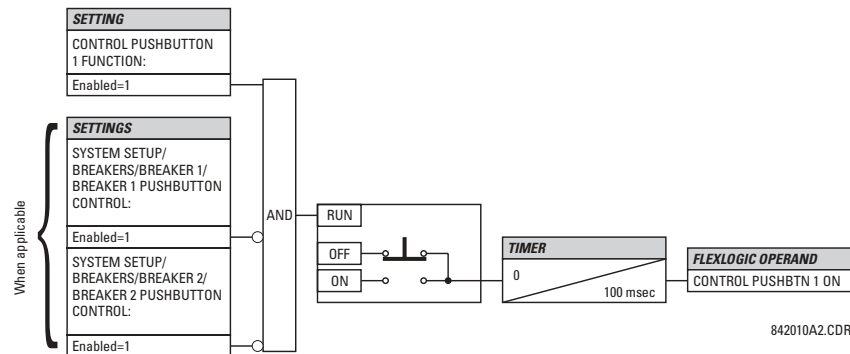 SETTING
CONTROL PUSHBUTTON
1 FUNCTION:
Enabled=1
When applicable
SETTINGS
SYSTEM SETUP/
BREAKERS/BREAKER 1/
BREAKER 1 PUSHBUTTON
CONTROL:
Enabled=1
SYSTEM SETUP/
BREAKERS/BREAKER 2/
BREAKER 2 PUSHBUTTON
CONTROL:
Enabled=1
AND
RUN
OFF
ON
TIMER
0
100 msec
FLEXLOGIC OPERAND
CONTROL PUSHBTN 1 ON
842010A2.CDR